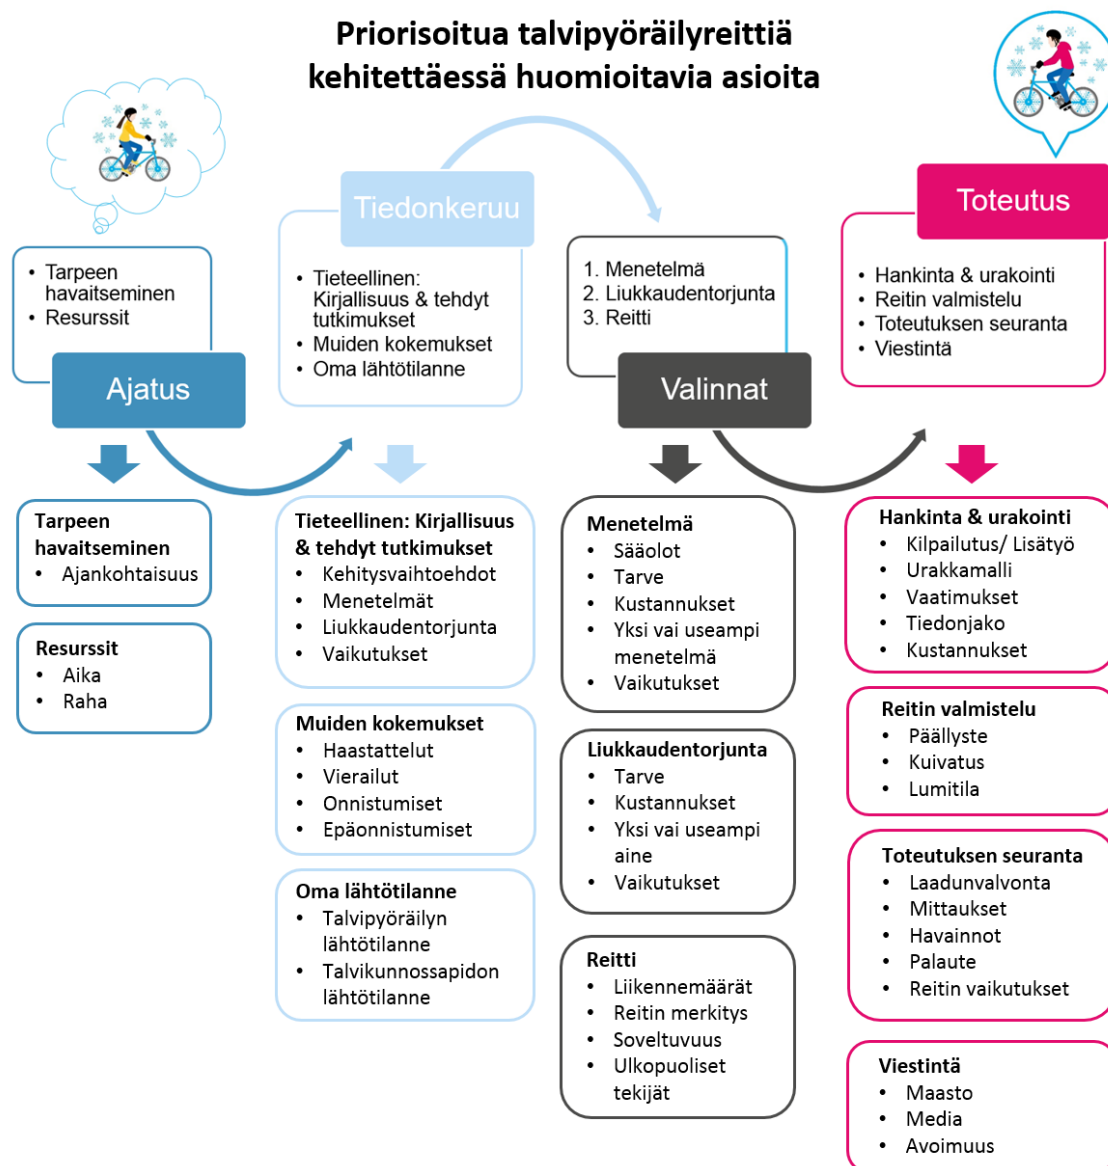 Priorisoitua talvipyöräilyreittiä
kehitettäessä huomioitavia asioita
• Tarpeen
havaitseminen
• Resurssit
Ajatus
Tiedonkeruu
• Tieteellinen:
Kirjallisuus & tehdyt
tutkimukset
• Muiden kokemukset
• Oma lähtötilanne
1. Menetelmä
2. Liukkaudentorjunta
3. Reitti
Valinnat
Toteutus
• Hankinta & urakointi
• Reitin valmistelu
• Toteutuksen seuranta
• Viestintä
Tarpeen
havaitseminen
• Ajankohtaisuus
Resurssit
• Aika
• Raha
Tieteellinen: Kirjallisuus
& tehdyt tutkimukset
• Kehitysvaihtoehdot
• Menetelmät
• Liukkaudentorjunta
• Vaikutukset
Muiden kokemukset
• Haastattelut
• Vierailut
• Onnistumiset
• Epäonnistumiset
Oma lähtötilanne
• Talvipyöräilyn
lähtötilanne
• Talvikunnossapidon
lähtötilanne
Menetelmä
• Sääolot
• Tarve
• Kustannukset
• Yksi vai useampi
menetelmä
• Vaikutukset
Liukkaudentorjunta
• Tarve
• Kustannukset
• Yksi vai useampi
aine
• Vaikutukset
Reitti
• Liikennemäärät
• Reitin merkitys
• Soveltuvuus
• Ulkopuoliset
tekijät
Hankinta & urakointi
• Kilpailutus/ Lisätyö
• Urakkamalli
• Vaatimukset
• Tiedonjako
• Kustannukset
Reitin valmistelu
• Päällyste
• Kuivatus
• Lumitila
Toteutuksen seuranta
• Laadunvalvonta
• Mittaukset
• Havainnot
• Palaute
• Reitin vaikutukset
Viestintä
• Maasto
• Media
• Avoimuus